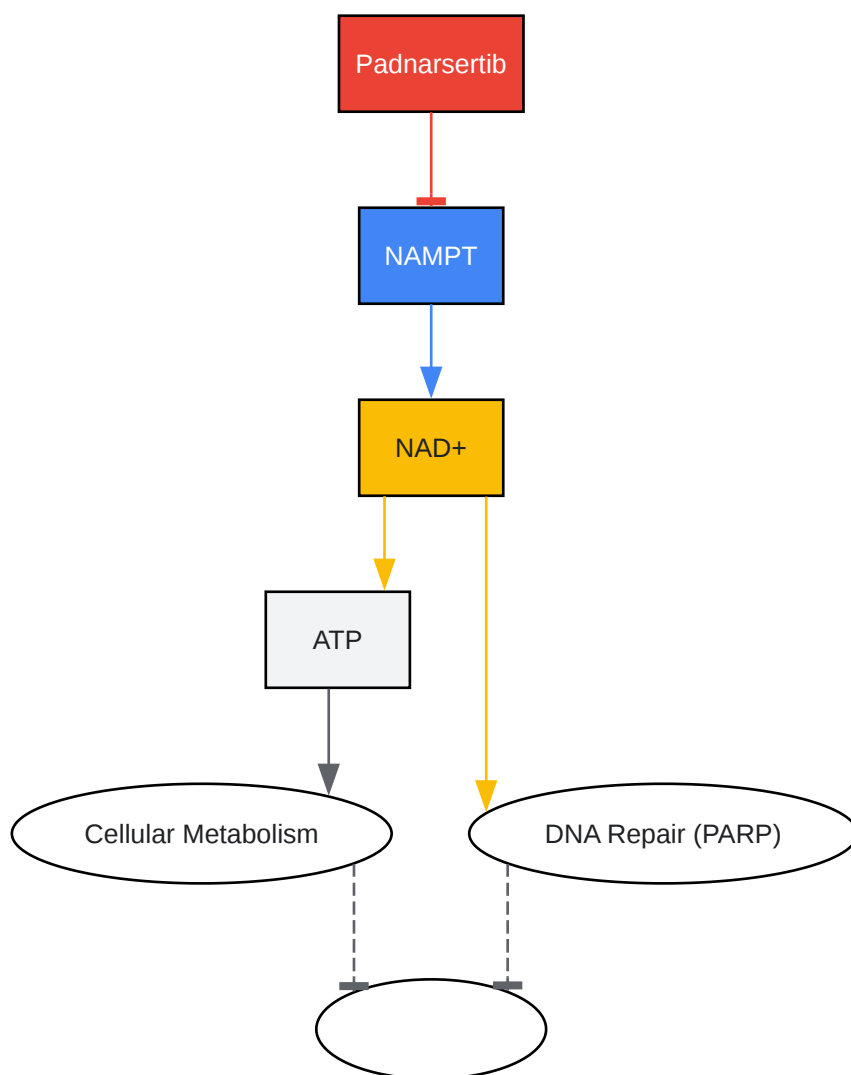 Padnarsertib
NAMPT
NAD+
ATP
Cellular Metabolism
DNA Repair (PARP)